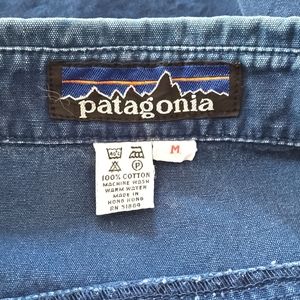 patagonia
M
100% COTTON
MACHINE WASH
WARM WATER
MADE IN
HONG KONG
RN 51884